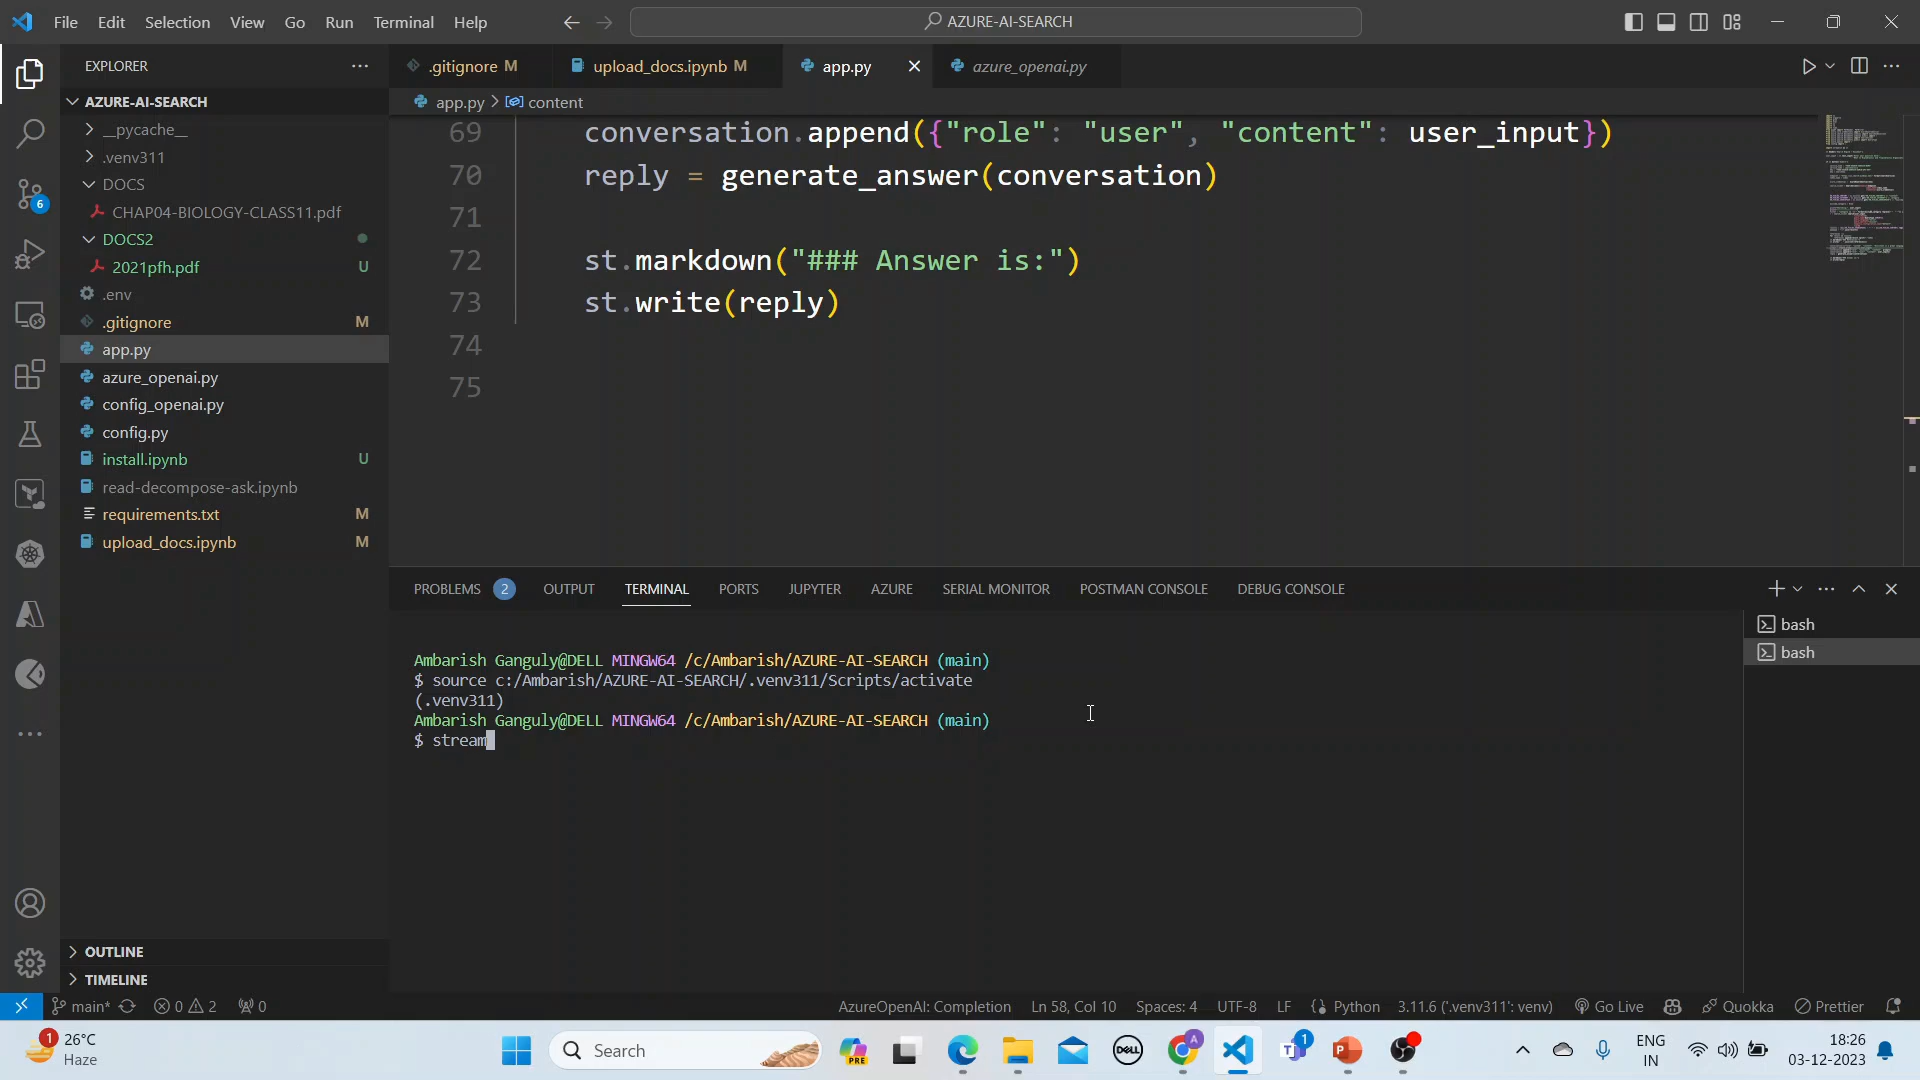 File Edit Selection View Go Run Terminal Help
AZURE-AI-SEARCH
EXPLORER
.gitignore M
upload_docs.ipynb M
app.py
azure_openai.py
AZURE-AI-SEARCH
app.py > content
__pycache__
.venv311
DOCS
CHAP04-BIOLOGY-CLASS11.pdf
DOCS2
2021pfh.pdf U
.env
.gitignore M
app.py
azure_openai.py
config_openai.py
config.py
install.ipynb U
read-decompose-ask.ipynb
requirements.txt M
upload_docs.ipynb M
OUTLINE
TIMELINE
6
69 conversation.append({"role": "user", "content": user_input})
70 reply = generate_answer(conversation)
71
72 st.markdown("### Answer is:")
73 st.write(reply)
74
75
PROBLEMS 2 OUTPUT TERMINAL PORTS JUPYTER AZURE SERIAL MONITOR POSTMAN CONSOLE DEBUG CONSOLE
bash
bash
Ambarish Ganguly@DELL MINGW64 /c/Ambarish/AZURE-AI-SEARCH (main)
$ source c:/Ambarish/AZURE-AI-SEARCH/.venv311/Scripts/activate
(.venv311)
Ambarish Ganguly@DELL MINGW64 /c/Ambarish/AZURE-AI-SEARCH (main)
$ stream
main* 0 2 0 AzureOpenAI: Completion Ln 58, Col 10 Spaces: 4 UTF-8 LF Python 3.11.6 ('.venv311': venv) Go Live Quokka Prettier
1
26°C
Haze
Search
PRE
DELL
A
1
ENG
IN
18:26
03-12-2023